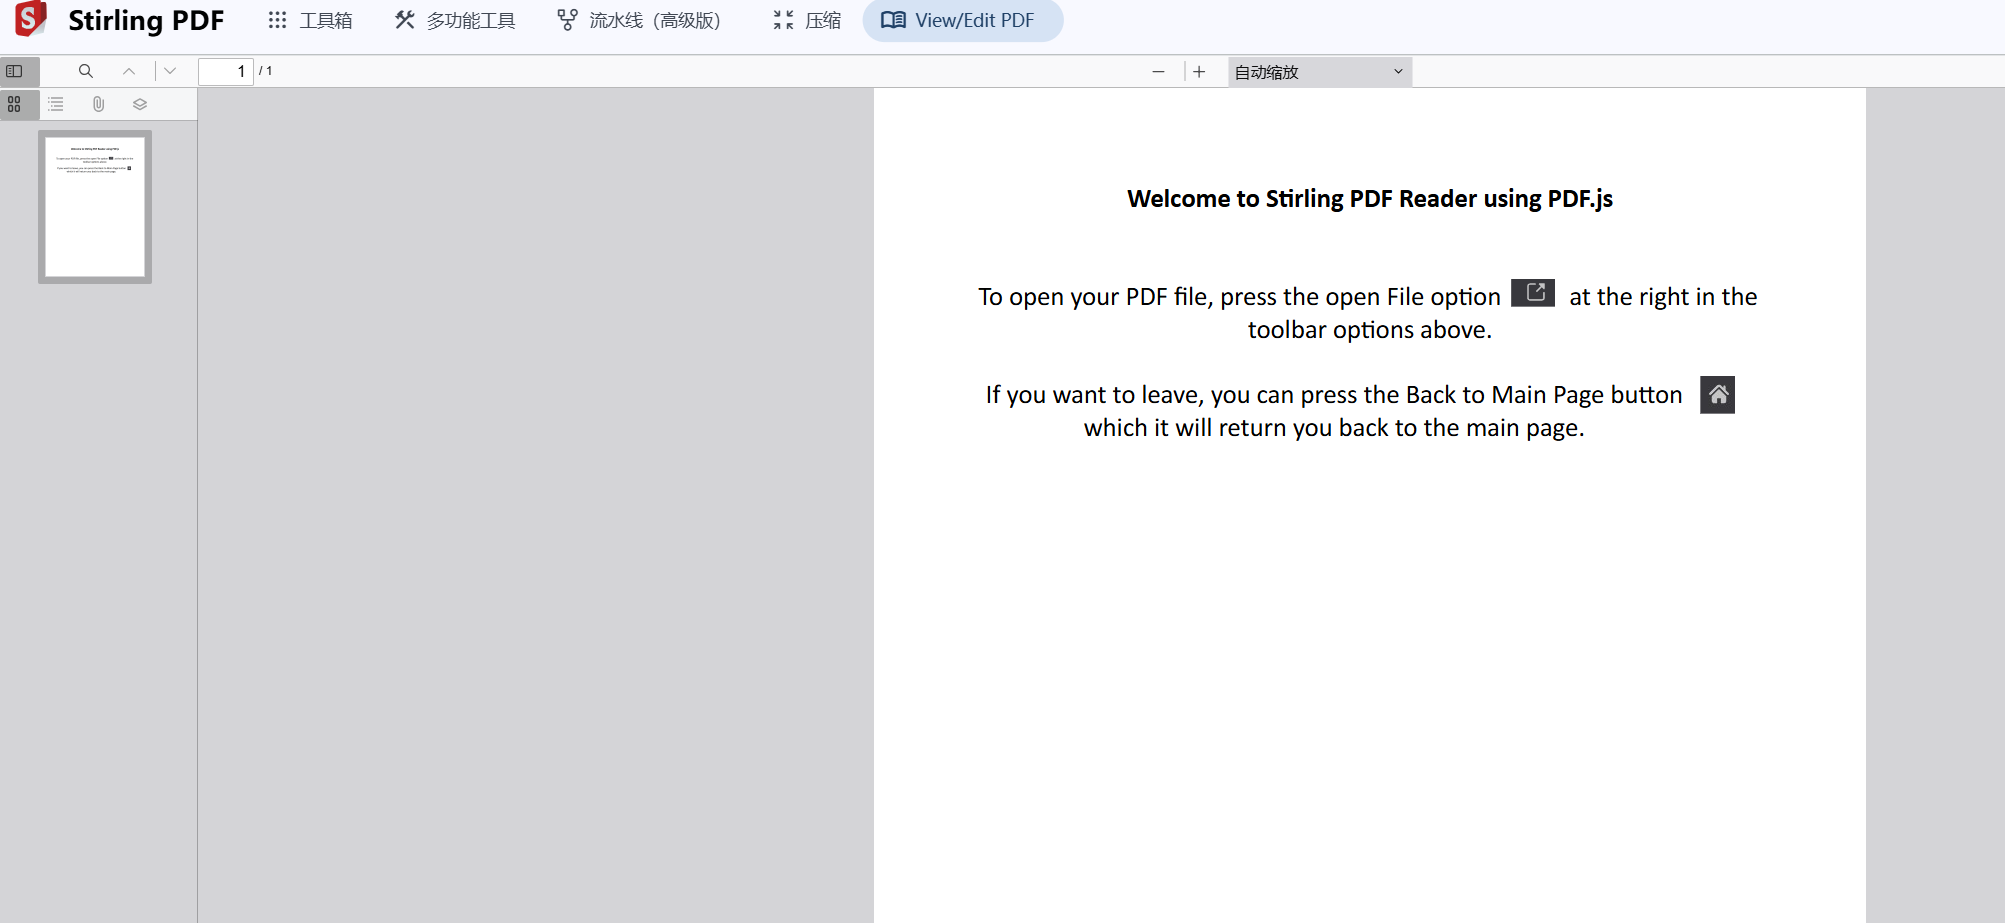 Stirling PDF
工具箱
多功能工具
流水线（高级版）
压缩
View/Edit PDF
1 / 1
自动缩放
Welcome to Stirling PDF Reader using PDF.js
To open your PDF file, press the open File option at the right in the
toolbar options above.
If you want to leave, you can press the Back to Main Page button
which it will return you back to the main page.